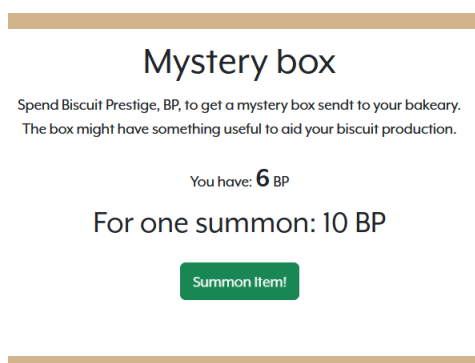 Mystery box
Spend Biscuit Prestige, BP, to get a mystery box sendt to your bakeary.
The box might have something useful to aid your biscuit production.
You have: 6 BP
For one summon: 10 BP
Summon Item!